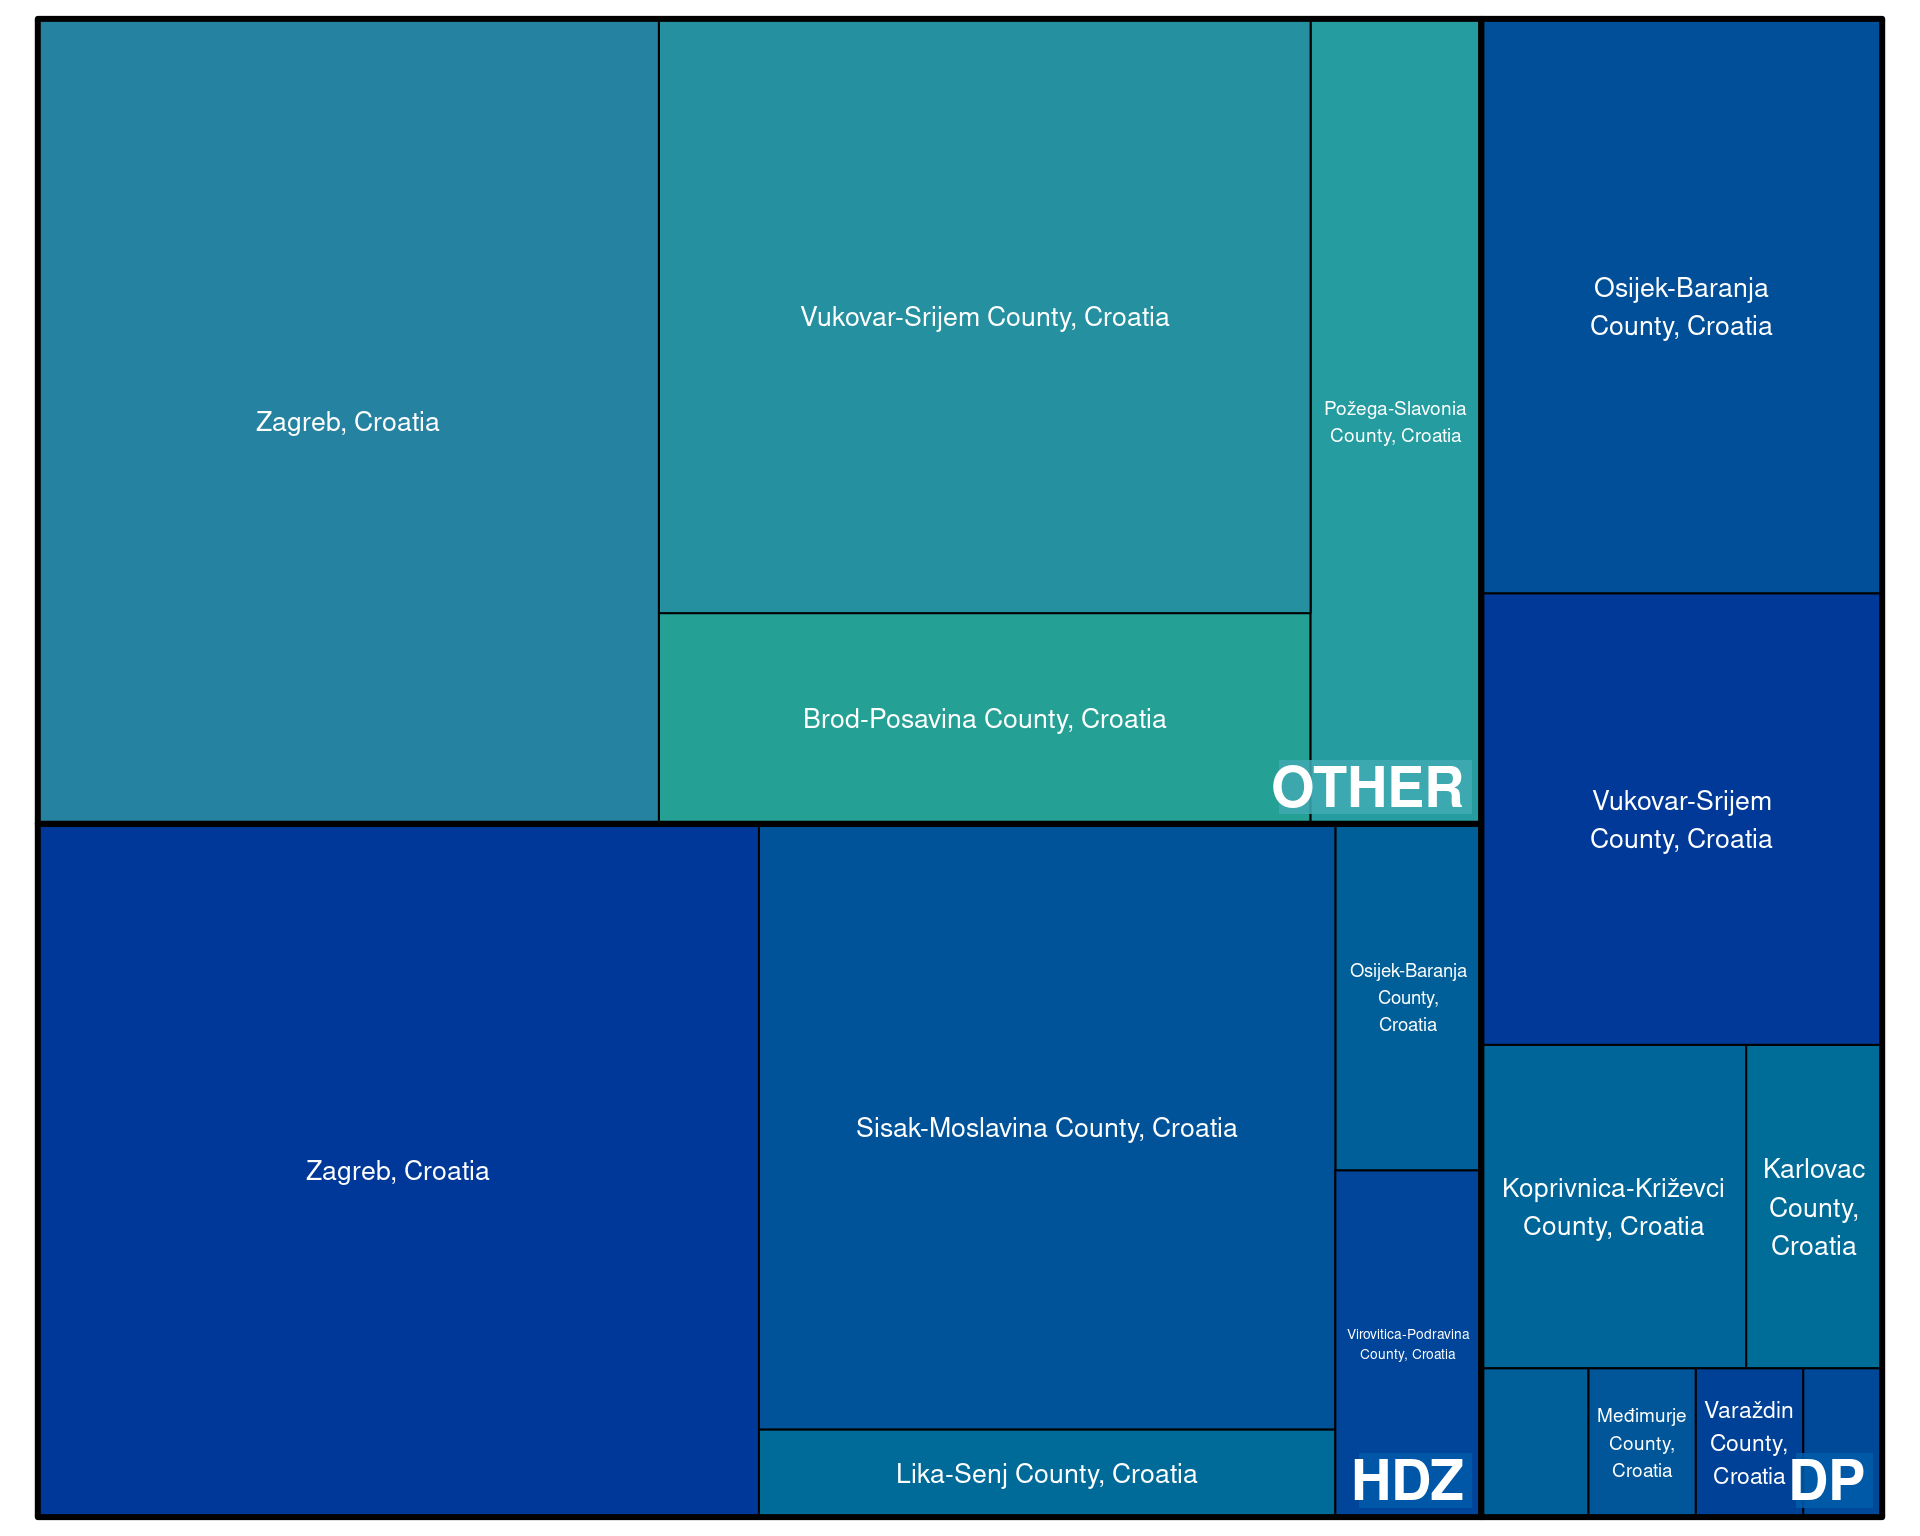 Zagreb, Croatia
Vukovar-Srijem County, Croatia
Brod-Posavina County, Croatia
Požega-Slavonia
County, Croatia
OTHER
Zagreb, Croatia
Sisak-Moslavina County, Croatia
Lika-Senj County, Croatia
Osijek-Baranja
County,
Croatia
Virovitica-Podravina
County, Croatia
HDZ
Osijek-Baranja
County, Croatia
Vukovar-Srijem
County, Croatia
Koprivnica-Križevci
County, Croatia
Karlovac
County,
Croatia
Međimurje
County,
Croatia
Varaždin
County,
Croatia
DP